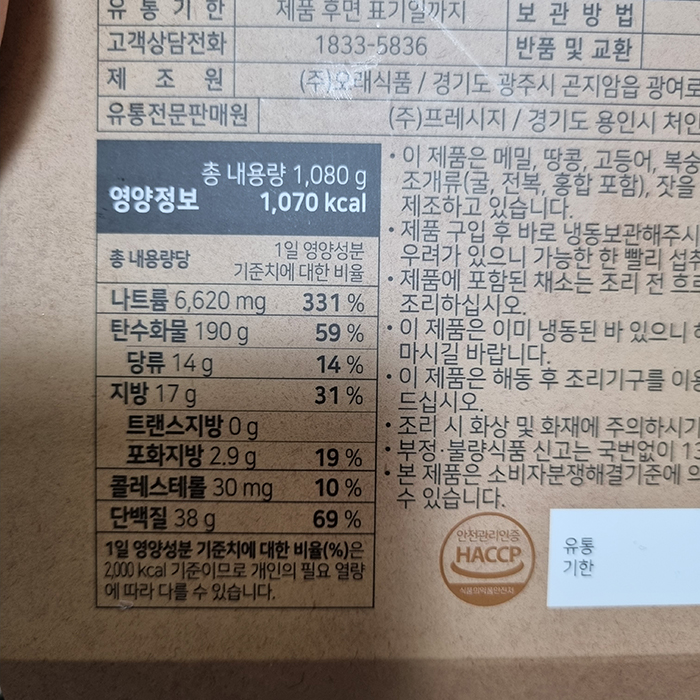 유 통 기 한 제품 후면 표기일까지 보 관 방 법
고객상담전화 1833-5836 반품 및 교환
제 조 원 (주)오래식품 / 경기도 광주시 곤지암읍 광여로
유통전문판매원 (주)프레시지 / 경기도 용인시 처인
총 내용량 1,080 g
영양정보 1,070 kcal
총 내용량당 1일 영양성분
기준치에 대한 비율
나트륨 6,620 mg 331 %
탄수화물 190 g 59 %
당류 14 g 14 %
지방 17 g 31 %
트랜스지방 0 g
포화지방 2.9 g 19 %
콜레스테롤 30 mg 10 %
단백질 38 g 69 %
1일 영양성분 기준치에 대한 비율(%)은
2,000 kcal 기준이므로 개인의 필요 열량
에 따라 다를 수 있습니다.
• 이 제품은 메밀, 땅콩, 고등어, 복숭
조개류(굴, 전복, 홍합 포함), 잣을
제조하고 있습니다.
• 제품 구입 후 바로 냉동보관해주시
우려가 있으니 가능한 한 빨리 섭취
• 제품에 포함된 채소는 조리 전 흐르
조리하십시오.
• 이 제품은 이미 냉동된 바 있으니 
마시길 바랍니다.
• 이 제품은 해동 후 조리기구를 이용
드십시오.
• 조리 시 화상 및 화재에 주의하시기
• 부정·불량식품 신고는 국번없이 13
• 본 제품은 소비자분쟁해결기준에 의
수 있습니다.
안전관리인증
HACCP
식품의약품안전처
유통
기한